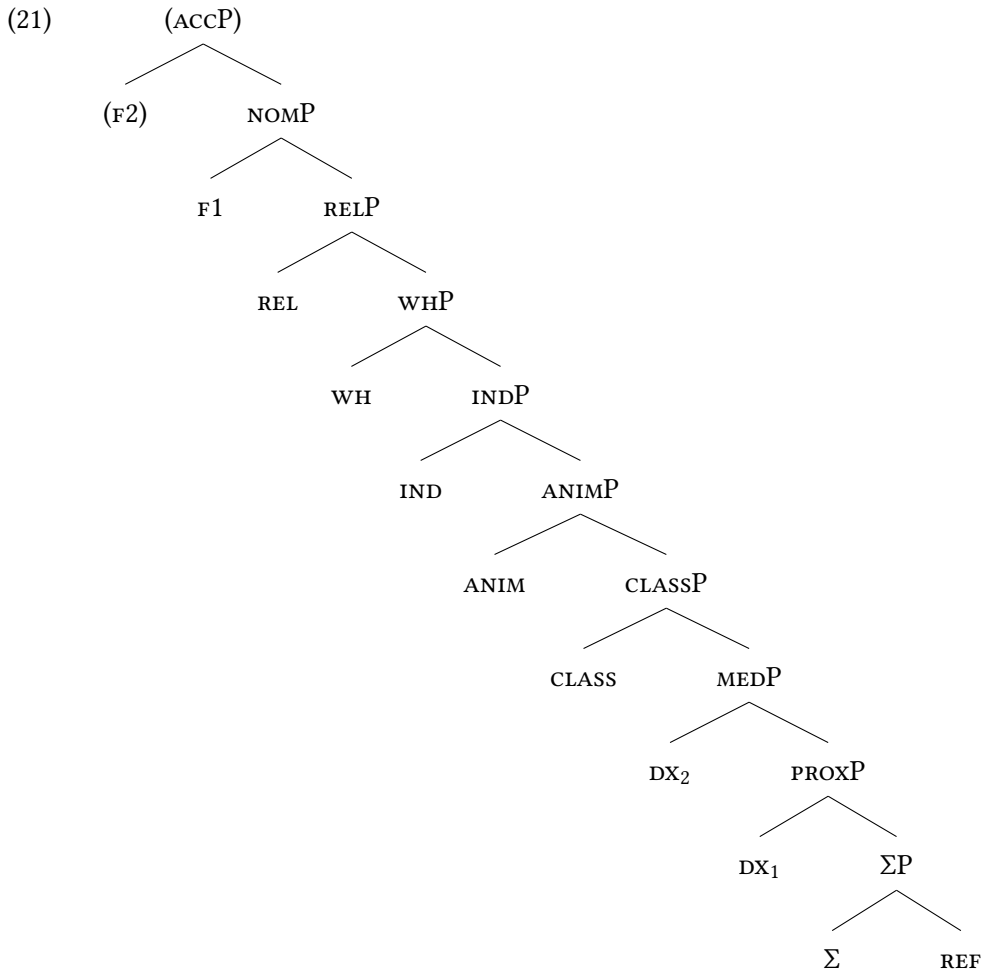 (21) (ACCP)
(F2) NOMP
F1 RELP
REL WHP
WH INDP
IND ANIMP
ANIM CLASSP
CLASS MEDP
DX₂ PROXP
DX₁ ΣP
Σ REF